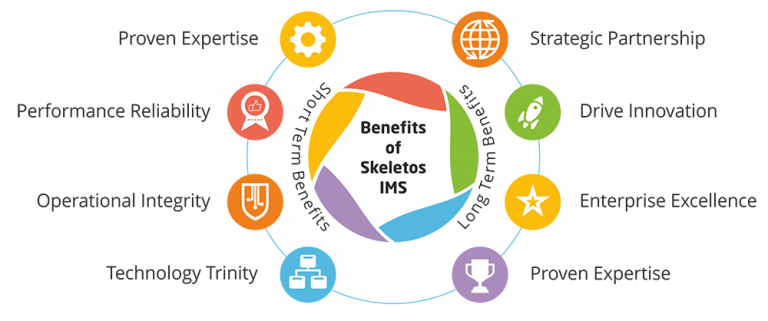 Proven Expertise
Performance Reliability
Operational Integrity
Technology Trinity
Short Term Benefits
Benefits
of
Skeletos
IMS
Long Term Benefits
Strategic Partnership
Drive Innovation
Enterprise Excellence
Proven Expertise